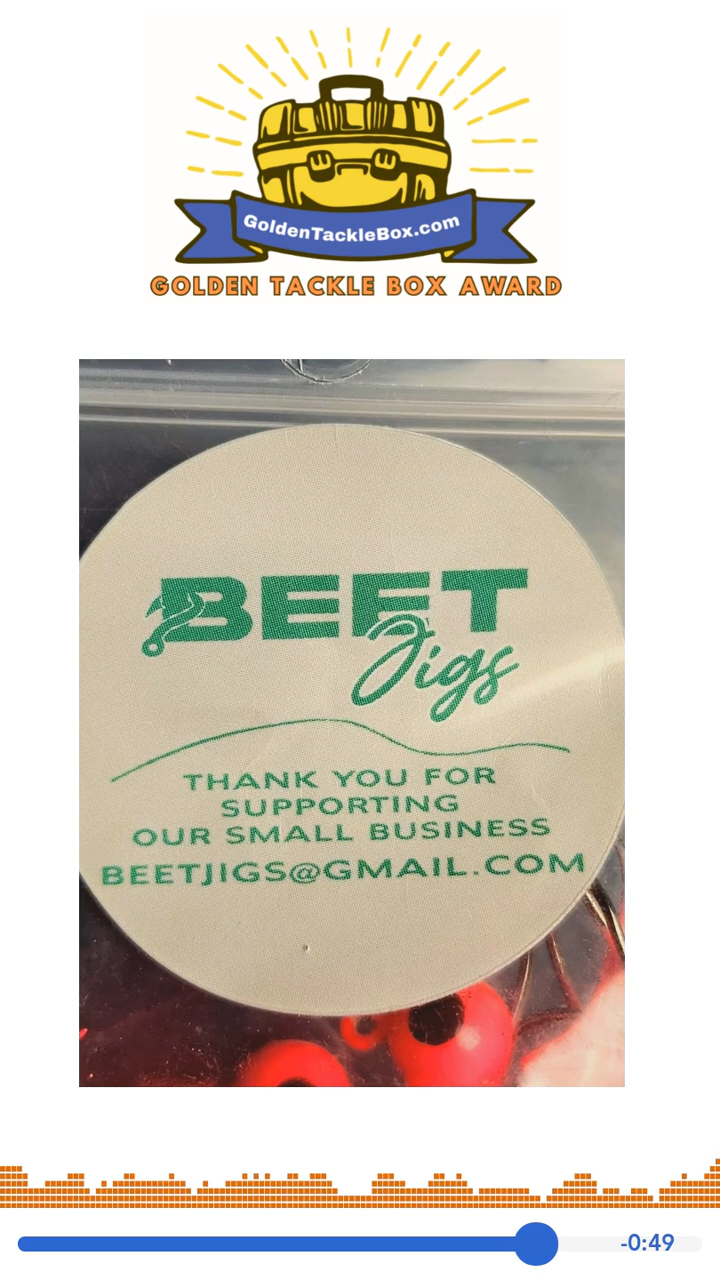 GoldenTackleBox.com
GOLDEN TACKLE BOX AWARD
BEET
Jigs
THANK YOU FOR
SUPPORTING
OUR SMALL BUSINESS
BEETJIGS@GMAIL.COM
-0:49